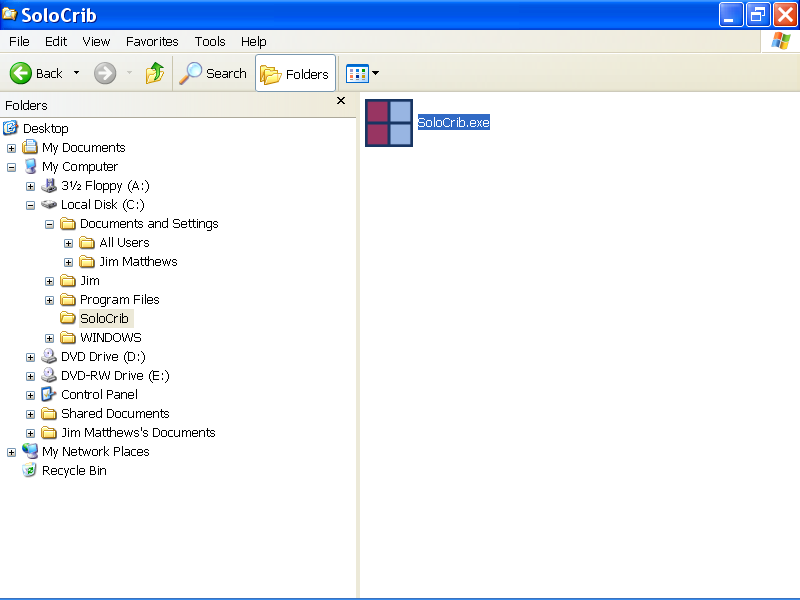 SoloCrib
File Edit View Favorites Tools Help
Back Search Folders
Folders
Desktop
My Documents
My Computer
3½ Floppy (A:)
Local Disk (C:)
Documents and Settings
All Users
Jim Matthews
Jim
Program Files
SoloCrib
WINDOWS
DVD Drive (D:)
DVD-RW Drive (E:)
Control Panel
Shared Documents
Jim Matthews's Documents
My Network Places
Recycle Bin
SoloCrib.exe